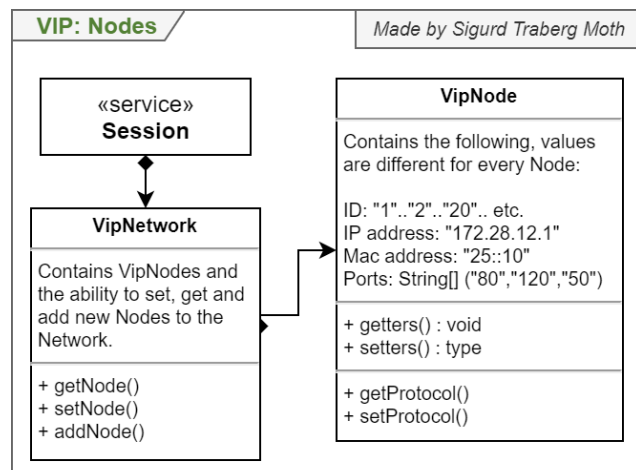 VIP: Nodes
Made by Sigurd Traberg Moth
«service»
Session
VipNetwork
Contains VipNodes and
the ability to set, get and
add new Nodes to the
Network.
+ getNode()
+ setNode()
+ addNode()
VipNode
Contains the following, values
are different for every Node:
ID: "1".."2".."20".. etc.
IP address: "172.28.12.1"
Mac address: "25::10"
Ports: String[] ("80","120","50")
+ getters() : void
+ setters() : type
+ getProtocol()
+ setProtocol()